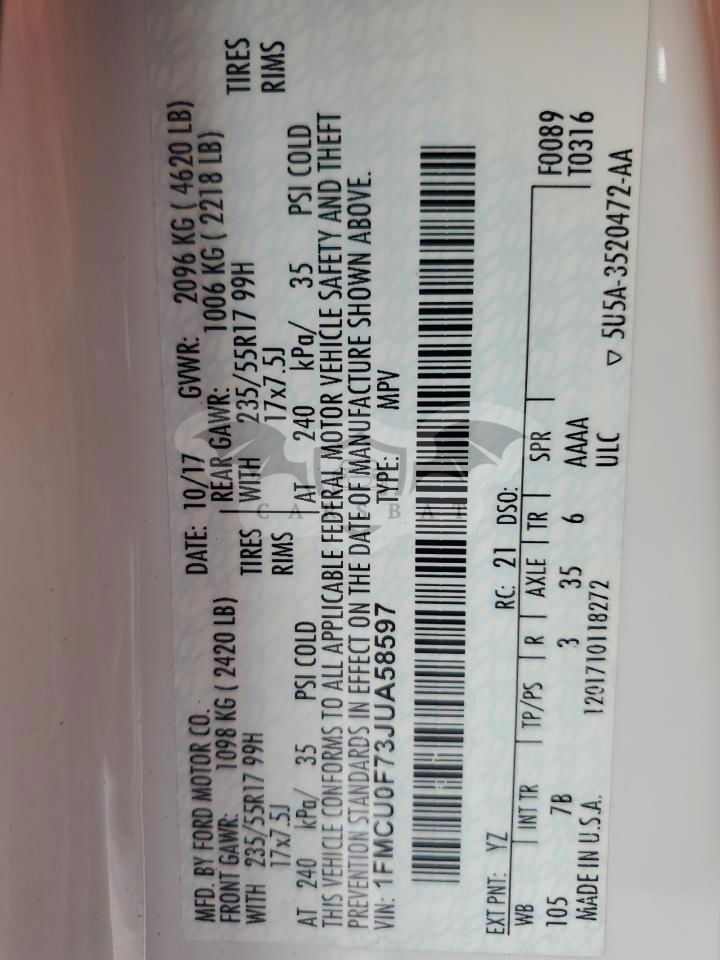 MFD. BY FORD MOTOR CO. DATE: 10/17 GVWR: 2096 KG ( 4620 LB)
FRONT GAWR: 1098 KG ( 2420 LB) REAR GAWR: 1006 KG ( 2218 LB)
WITH 235/55R17 99H TIRES WITH 235/55R17 99H TIRES
17x7.5J RIMS 17x7.5J RIMS
AT 240 kPa/ 35 PSI COLD AT 240 kPa/ 35 PSI COLD
THIS VEHICLE CONFORMS TO ALL APPLICABLE FEDERAL MOTOR VEHICLE SAFETY AND THEFT
PREVENTION STANDARDS IN EFFECT ON THE DATE OF MANUFACTURE SHOWN ABOVE.
VIN: 1FMCU0F73JUA58597 TYPE: MPV
EXT PNT: YZ RC: 21 DSO:
WB INT TR TP/PS R AXLE TR SPR F0089
105 7B 3 35 6 AAAA T0316
MADE IN U.S.A. 1201710118272 ULC
▽ 5U5A-3520472-AA